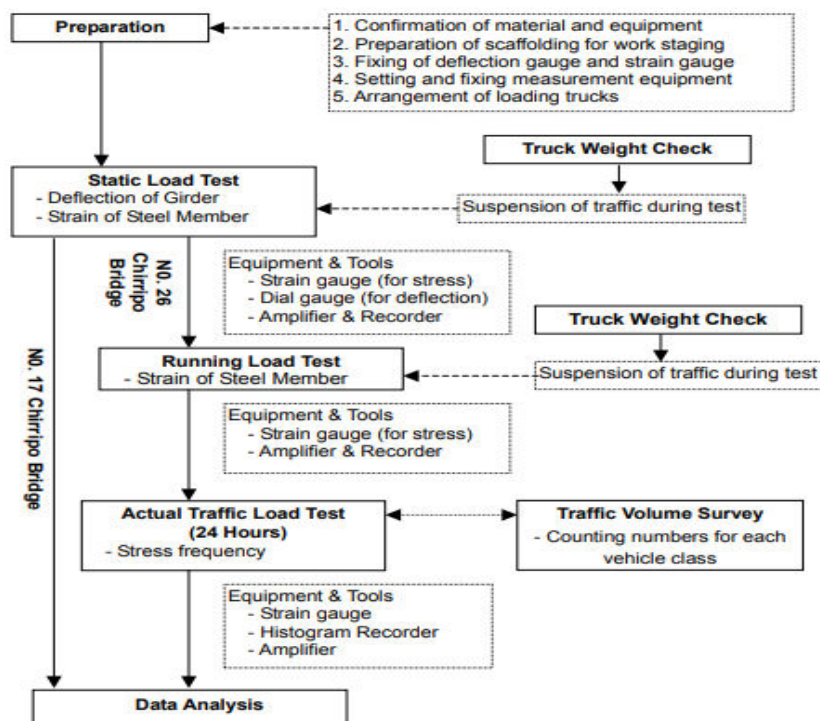 Preparation
1. Confirmation of material and equipment
2. Preparation of scaffolding for work staging
3. Fixing of deflection gauge and strain gauge
4. Setting and fixing measurement equipment
5. Arrangement of loading trucks
Truck Weight Check
Static Load Test
- Deflection of Girder
- Strain of Steel Member
Suspension of traffic during test
N0. 26
Chirripo
Bridge
Equipment & Tools
- Strain gauge (for stress)
- Dial gauge (for deflection)
- Amplifier & Recorder
Truck Weight Check
N0. 17 Chirripo Bridge
Running Load Test
- Strain of Steel Member
Suspension of traffic during test
Equipment & Tools
- Strain gauge (for stress)
- Amplifier & Recorder
Actual Traffic Load Test
(24 Hours)
- Stress frequency
Traffic Volume Survey
- Counting numbers for each
vehicle class
Equipment & Tools
- Strain gauge
- Histogram Recorder
- Amplifier
Data Analysis